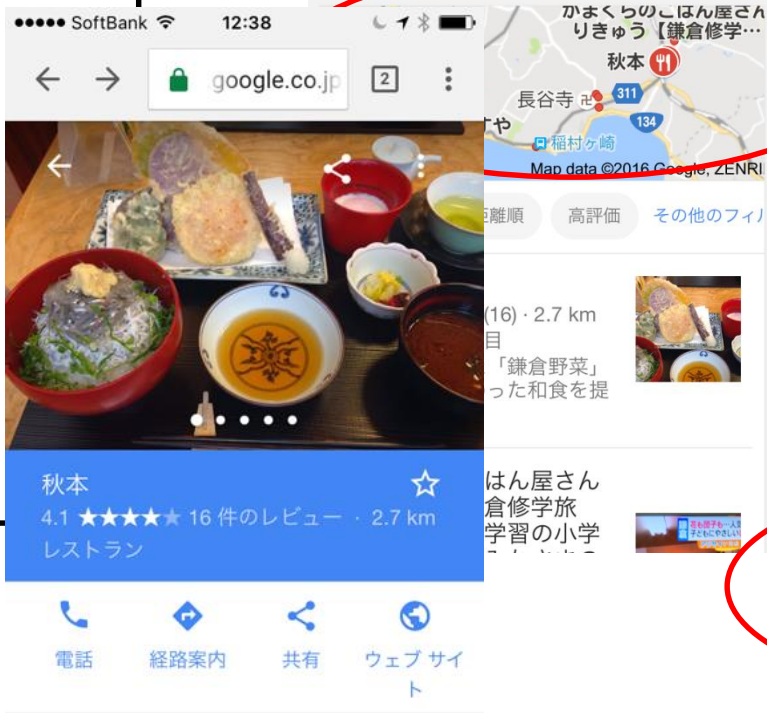 SoftBank 12:38
google.co.jp
2
秋本
4.1 ★★★★★ 16 件のレビュー · 2.7 km
レストラン
電話
経路案内
共有
ウェブ サイ
ト
かまくらのごはん屋さん
りきゅう【鎌倉修学…
秋本
長谷寺
311
134
稲村ヶ崎
Map data ©2016 Google, ZENRI
距離順
高評価
その他のフィ
(16) · 2.7 km
目
「鎌倉野菜」
った和食を提
はん屋さん
倉修学旅
学習の小学